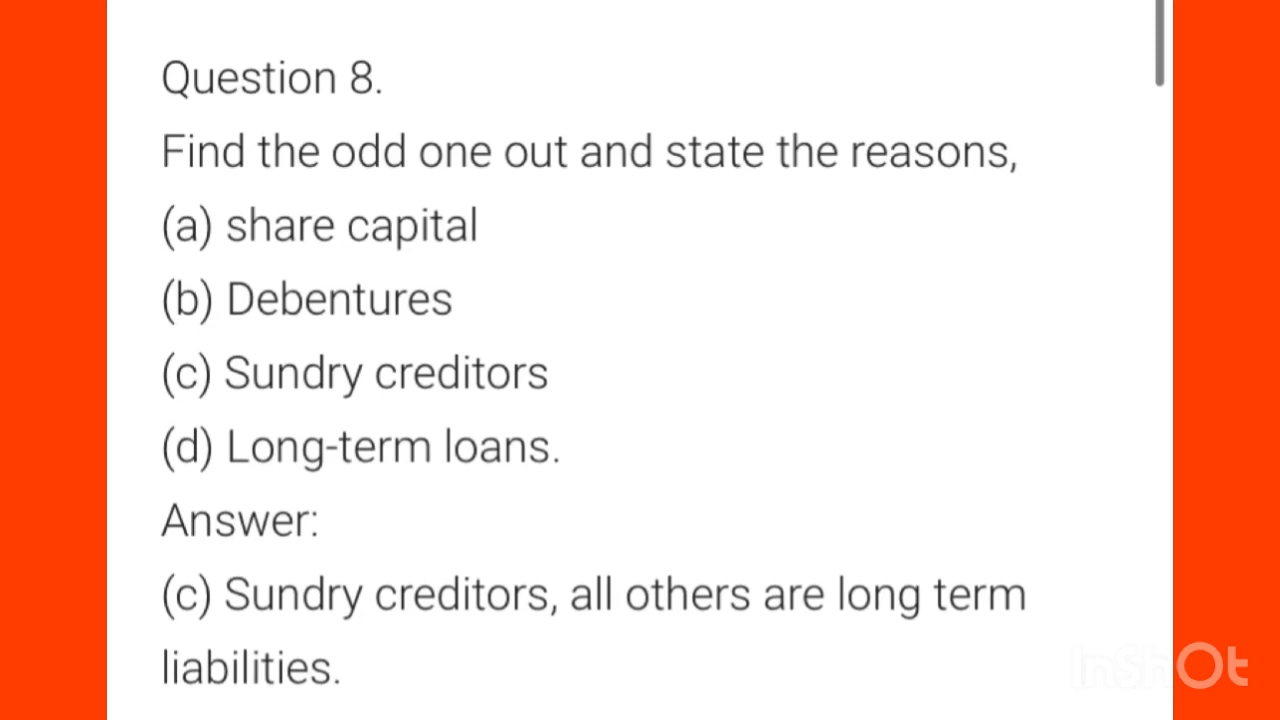 Question 8.
Find the odd one out and state the reasons,
(a) share capital
(b) Debentures
(c) Sundry creditors
(d) Long-term loans.
Answer:
(c) Sundry creditors, all others are long term
liabilities.
InShOt